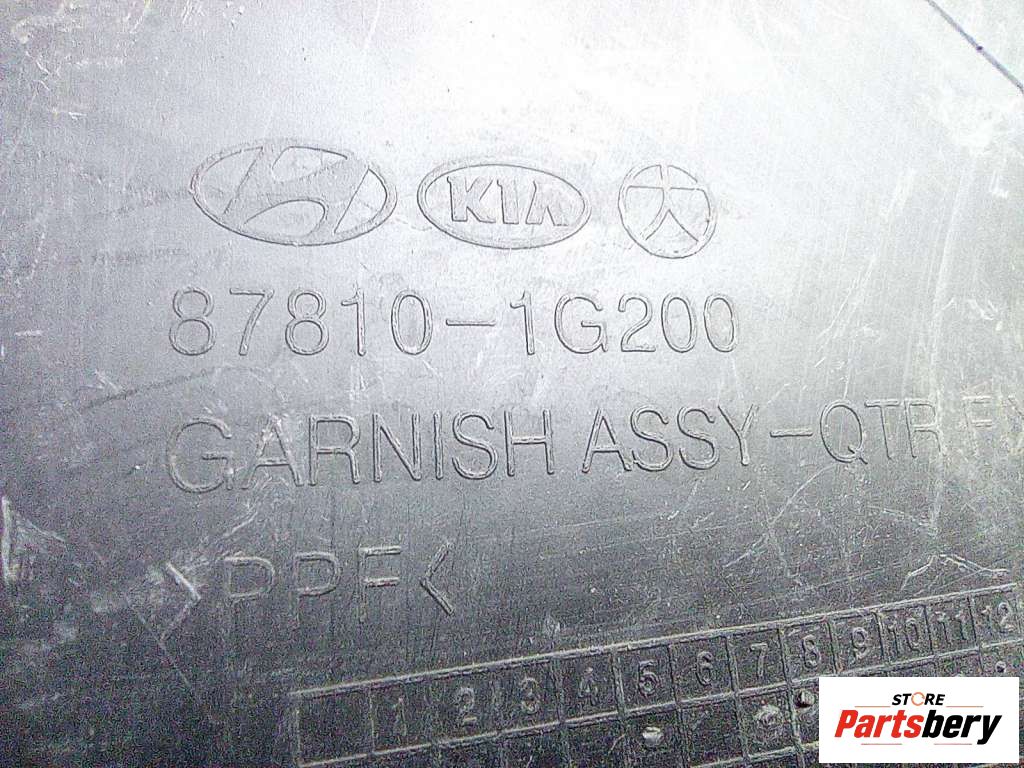 KIA 大
87810-1G200
GARNISH ASSY-QTR
>PPF<
1 2 3 4 5 6 7 8 9 10 11 12
STORE
Partsbery